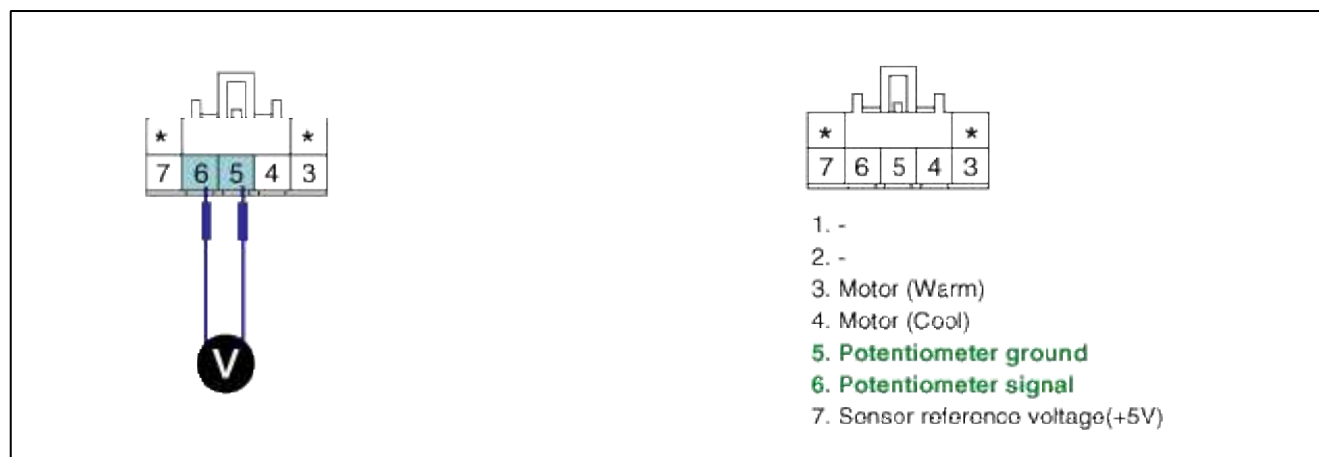 * *
7 6 5 4 3
V
* *
7 6 5 4 3
1. -
2. -
3. Motor (Warm)
4. Motor (Cool)
5. Potentiometer ground
6. Potentiometer signal
7. Sensor reference voltage(+5V)